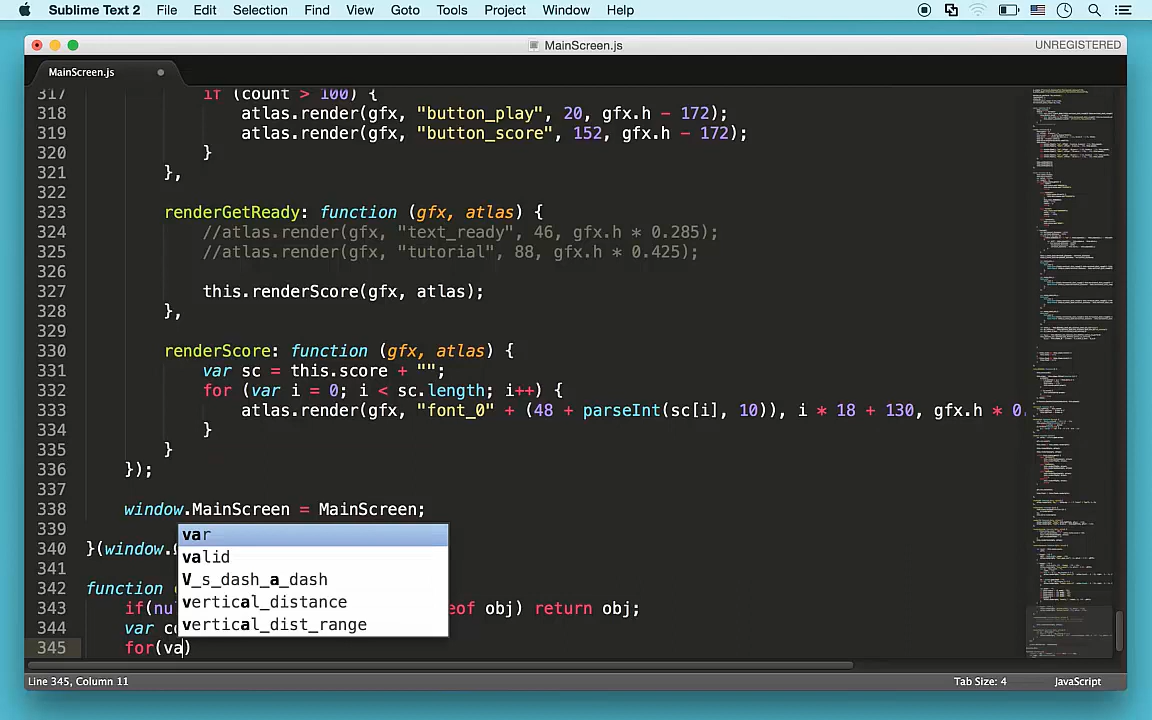 Sublime Text 2 File Edit Selection Find View Goto Tools Project Window Help
MainScreen.js UNREGISTERED
MainScreen.js
317 if (count > 100) {
318 atlas.render(gfx, "button_play", 20, gfx.h - 172);
319 atlas.render(gfx, "button_score", 152, gfx.h - 172);
320 }
321 },
322
323 renderGetReady: function (gfx, atlas) {
324 //atlas.render(gfx, "text_ready", 46, gfx.h * 0.285);
325 //atlas.render(gfx, "tutorial", 88, gfx.h * 0.425);
326
327 this.renderScore(gfx, atlas);
328 },
329
330 renderScore: function (gfx, atlas) {
331 var sc = this.score + "";
332 for (var i = 0; i < sc.length; i++) {
333 atlas.render(gfx, "font_0" + (48 + parseInt(sc[i], 10)), i * 18 + 130, gfx.h * 0.
334 }
335 }
336 });
337
338 window.MainScreen = MainScreen;
339
340 }(window.
341
342 function
343 if(nu eof obj) return obj;
344 var co
345 for(va)
var
valid
V_s_dash_a_dash
vertical_distance
vertical_dist_range
Line 345, Column 11 Tab Size: 4 JavaScript